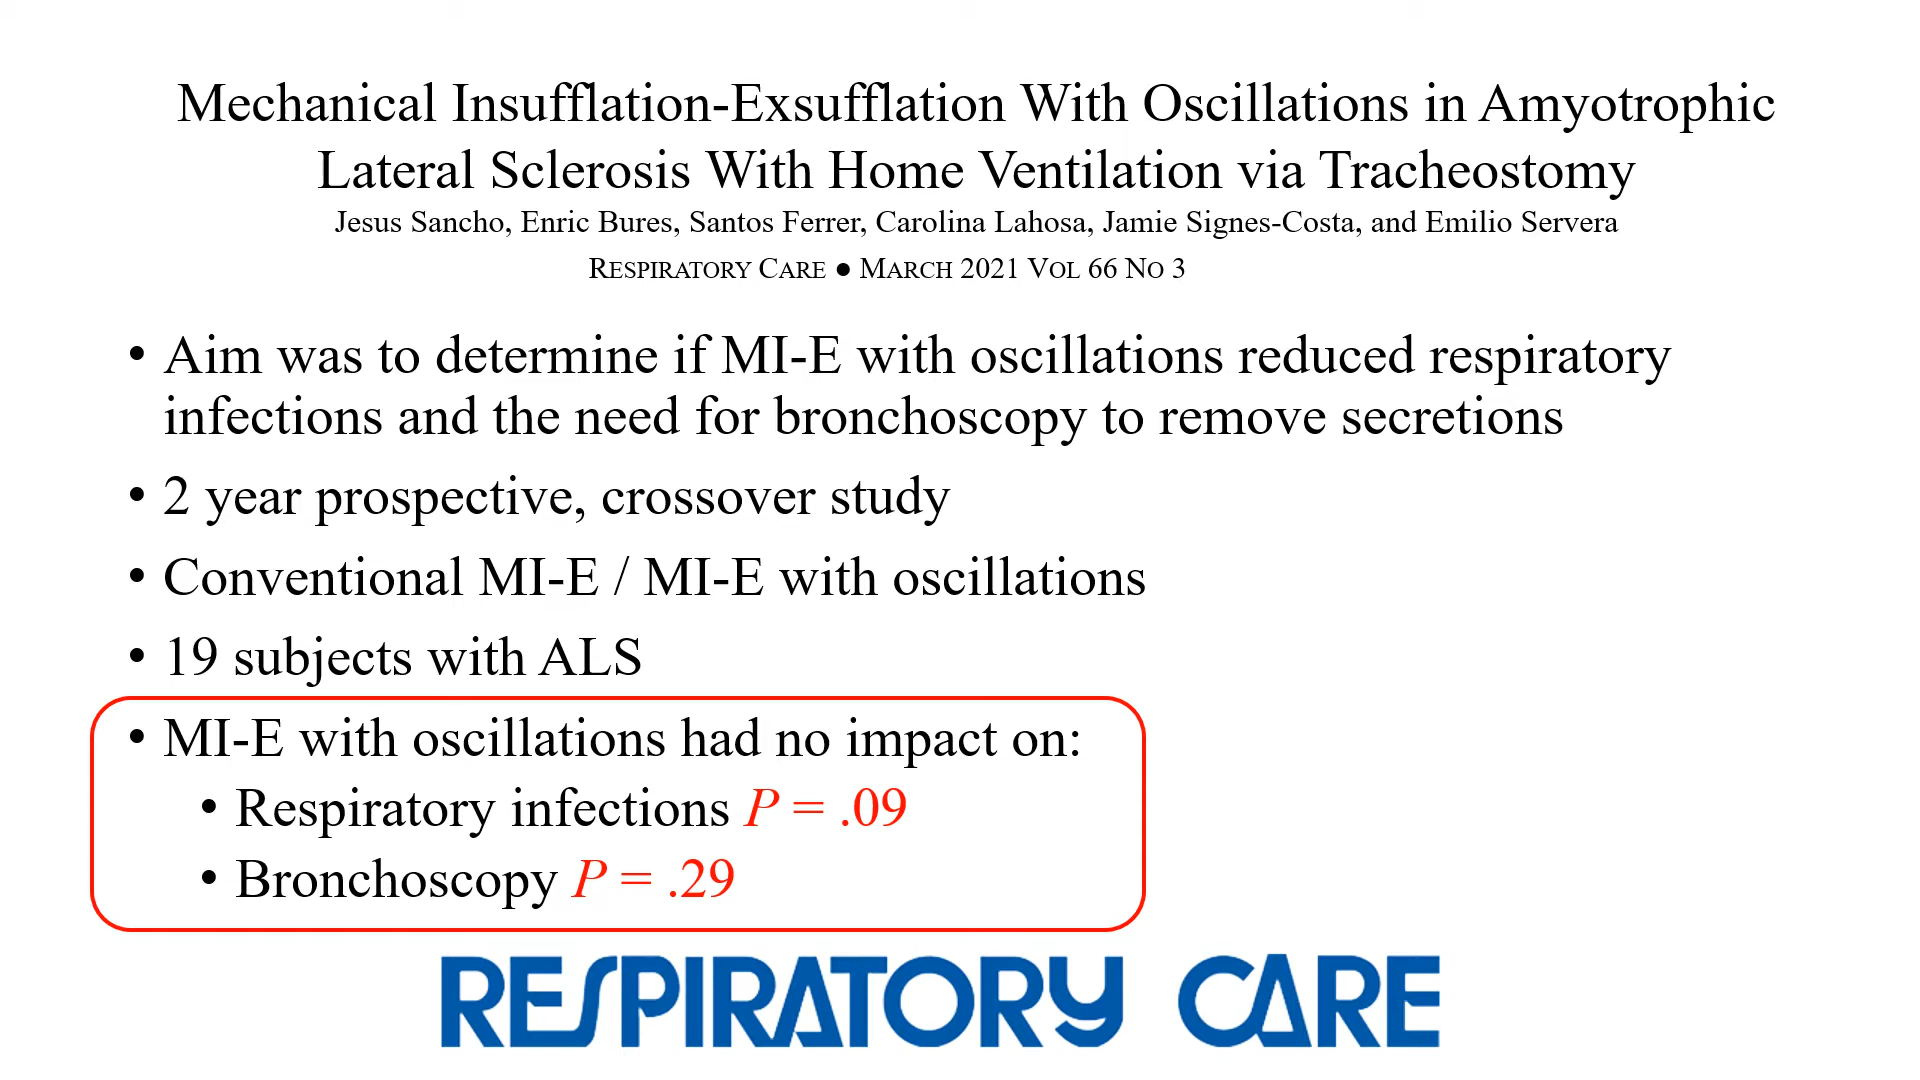 Mechanical Insufflation-Exsufflation With Oscillations in Amyotrophic
Lateral Sclerosis With Home Ventilation via Tracheostomy
Jesus Sancho, Enric Bures, Santos Ferrer, Carolina Lahosa, Jamie Signes-Costa, and Emilio Servera
RESPIRATORY CARE ● MARCH 2021 VOL 66 NO 3
• Aim was to determine if MI-E with oscillations reduced respiratory
infections and the need for bronchoscopy to remove secretions
• 2 year prospective, crossover study
• Conventional MI-E / MI-E with oscillations
• 19 subjects with ALS
• MI-E with oscillations had no impact on:
• Respiratory infections P = .09
• Bronchoscopy P = .29
RESPIRATORY CARE